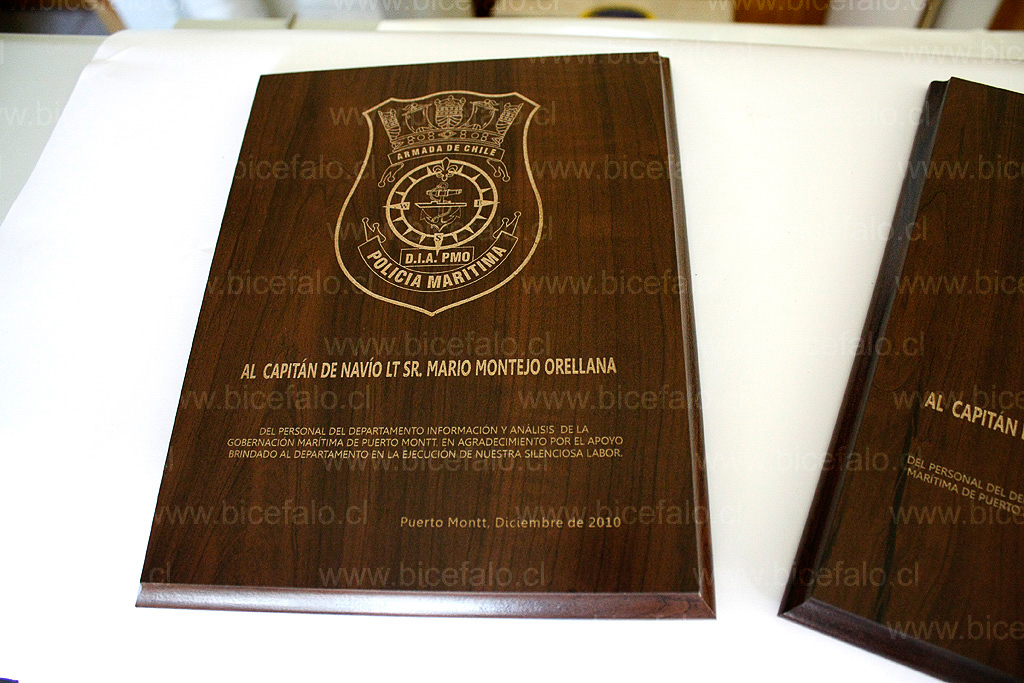 ARMADA DE CHILE
W
E
S
D.I.A. PMO
POLICIA MARITIMA
AL CAPITÁN DE NAVÍO LT SR. MARIO MONTEJO ORELLANA
DEL PERSONAL DEL DEPARTAMENTO INFORMACIÓN Y ANÁLISIS DE LA
GOBERNACIÓN MARÍTIMA DE PUERTO MONTT, EN AGRADECIMIENTO POR EL APOYO
BRINDADO AL DEPARTAMENTO EN LA EJECUCIÓN DE NUESTRA SILENCIOSA LABOR.
Puerto Montt, Diciembre de 2010
AL CAPITÁN
DEL PERSONAL DEL
MARÍTIMA DE PUERTO
www.bicefalo.cl